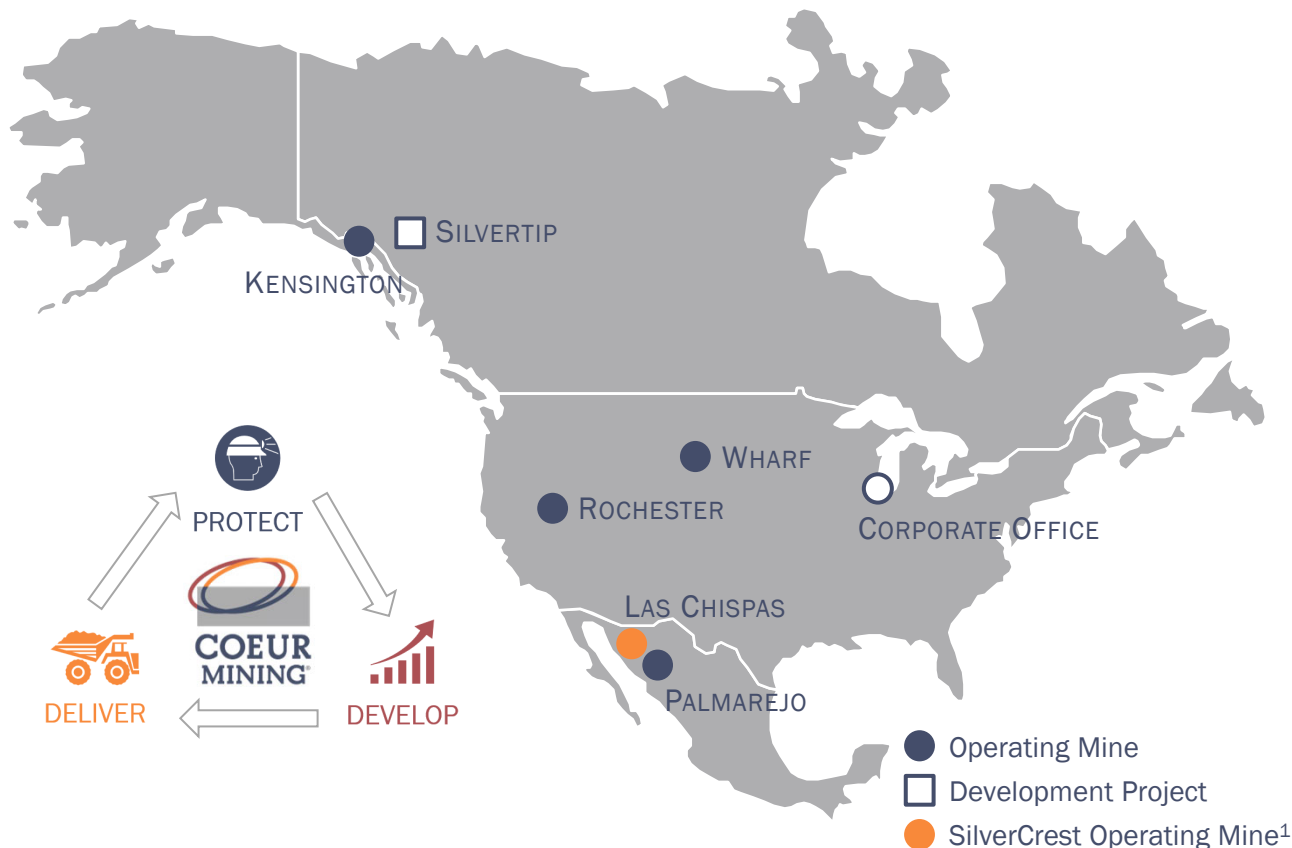 SILVERTIP
KENSINGTON
WHARF
ROCHESTER
CORPORATE OFFICE
LAS CHISPAS
PALMAREJO
PROTECT
COEUR
MINING®
DELIVER
DEVELOP
Operating Mine
Development Project
SilverCrest Operating Mine¹